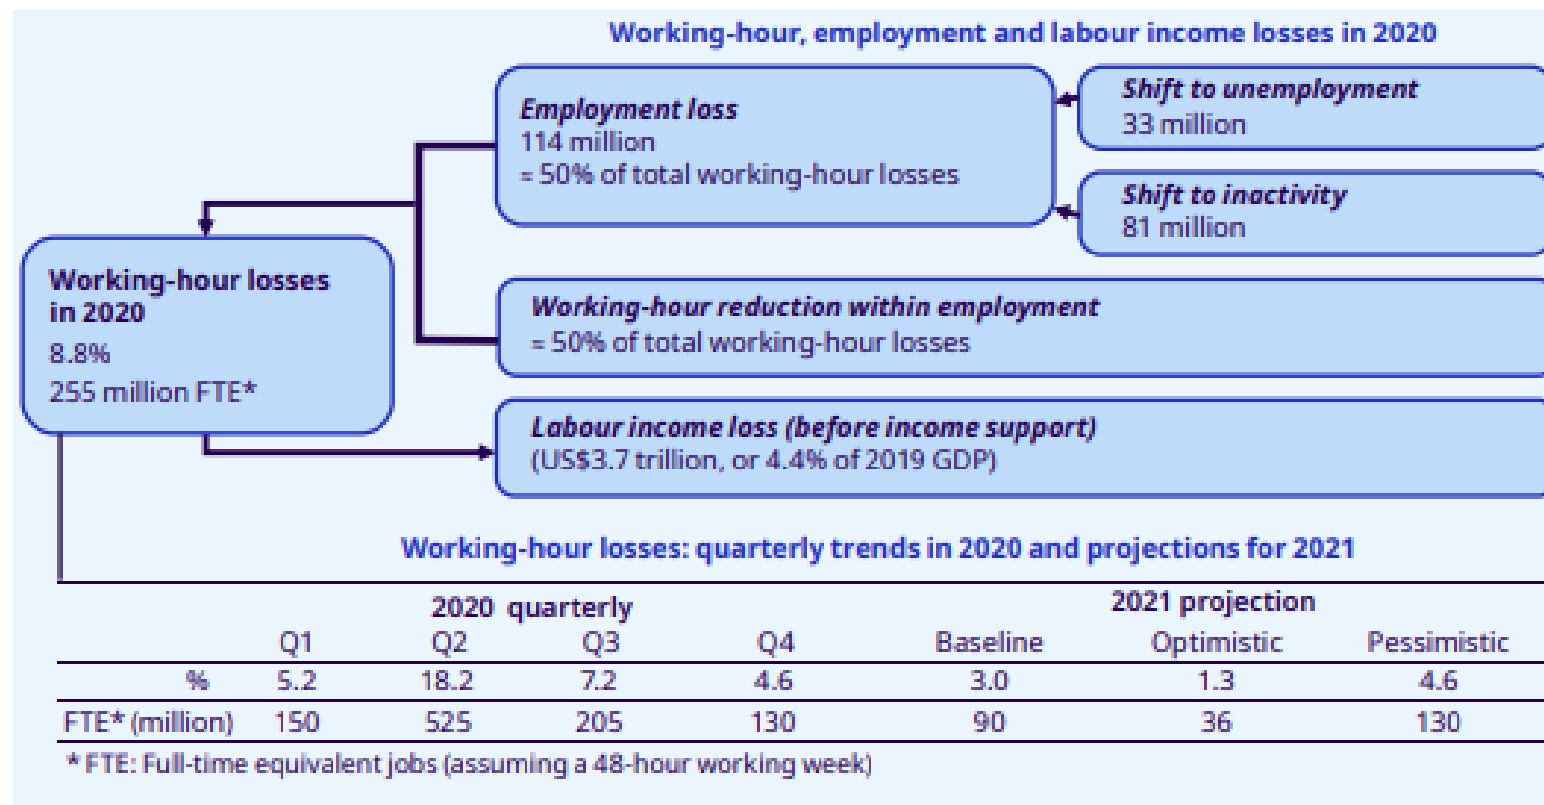 Working-hour, employment and labour income losses in 2020
Employment loss
114 million
= 50% of total working-hour losses
Shift to unemployment
33 million
Shift to inactivity
81 million
Working-hour losses
in 2020
8.8%
255 million FTE*
Working-hour reduction within employment
= 50% of total working-hour losses
Labour income loss (before income support)
(US$3.7 trillion, or 4.4% of 2019 GDP)
Working-hour losses: quarterly trends in 2020 and projections for 2021
2020 quarterly 2021 projection
Q1 Q2 Q3 Q4 Baseline Optimistic Pessimistic
% 5.2 18.2 7.2 4.6 3.0 1.3 4.6
FTE* (million) 150 525 205 130 90 36 130
* FTE: Full-time equivalent jobs (assuming a 48-hour working week)